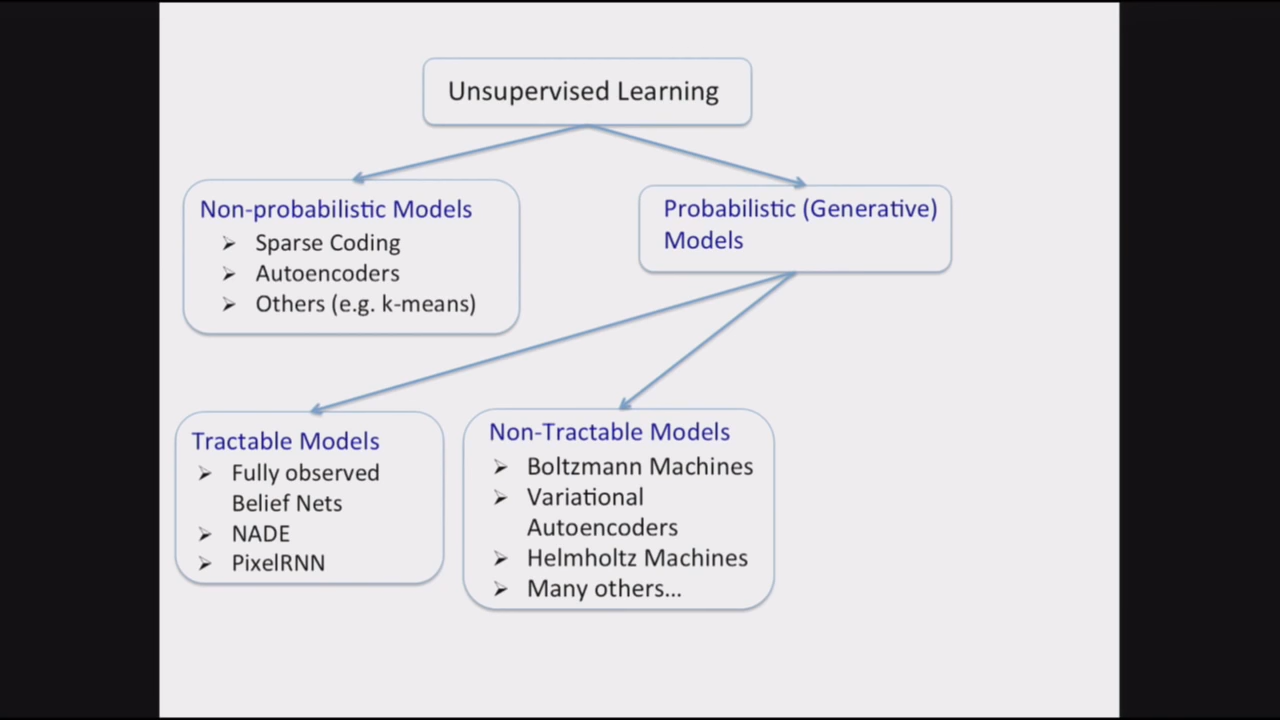 Unsupervised Learning
Non-probabilistic Models
➢ Sparse Coding
➢ Autoencoders
➢ Others (e.g. k-means)
Probabilistic (Generative)
Models
Tractable Models
➢ Fully observed
Belief Nets
➢ NADE
➢ PixelRNN
Non-Tractable Models
➢ Boltzmann Machines
➢ Variational
Autoencoders
➢ Helmholtz Machines
➢ Many others...